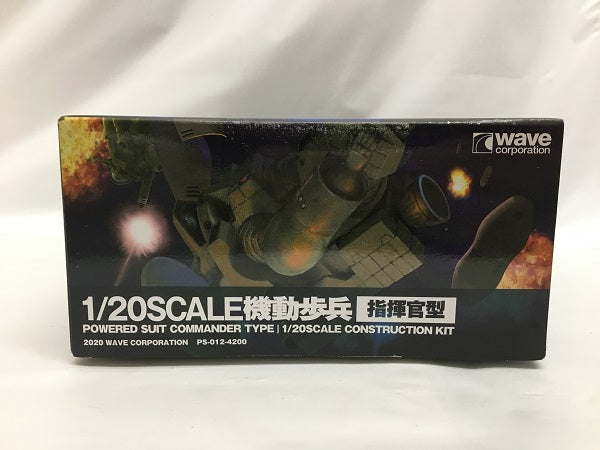 wave
corporation
1/20SCALE機動歩兵 指揮官型
POWERED SUIT COMMANDER TYPE | 1/20SCALE CONSTRUCTION KIT
2020 WAVE CORPORATION PS-012-4200